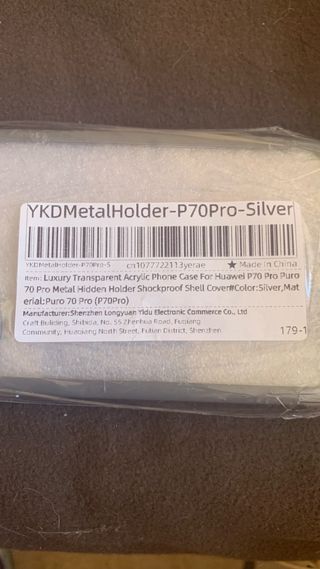 YKDMetalHolder-P70Pro-Silver
YKDMetalHolder-P70Pro-S cn1077722113yerae ★ Made In China
Item: Luxury Transparent Acrylic Phone Case For Huawei P70 Pro Pura
70 Pro Metal Hidden Holder Shockproof Shell Cover#Color:Silver,Mat
erial:Pura 70 Pro (P70Pro)
Manufacturer:Shenzhen Longyuan Yidu Electronic Commerce Co., Ltd
Craft Building, Shibida, No. 55 Zhenhua Road, Fuqiang
Community, Huaqiang North Street, Futian District, Shenzhen
179-1